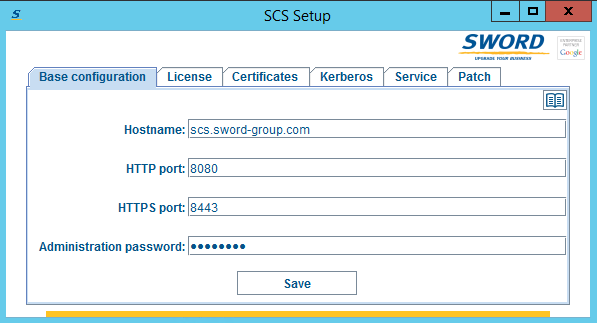 S
SCS Setup
SWORD
UPGRADE YOUR BUSINESS
ENTERPRISE
PARTNER
Google
Base configuration License Certificates Kerberos Service Patch
Hostname: scs.sword-group.com
HTTP port: 8080
HTTPS port: 8443
Administration password: ●●●●●●●●
Save